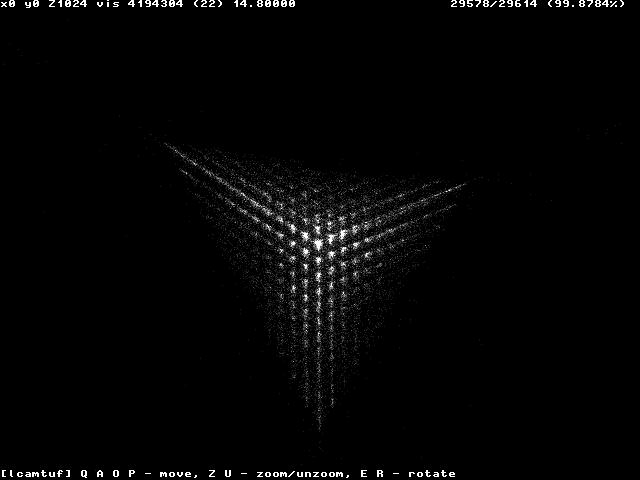 x0 y0 Z1024 vis 4194304 (22) 14.80000
29578/29614 (99.8784%)
[lcamtuf] Q A O P - move, Z U - zoom/unzoom, E R - rotate